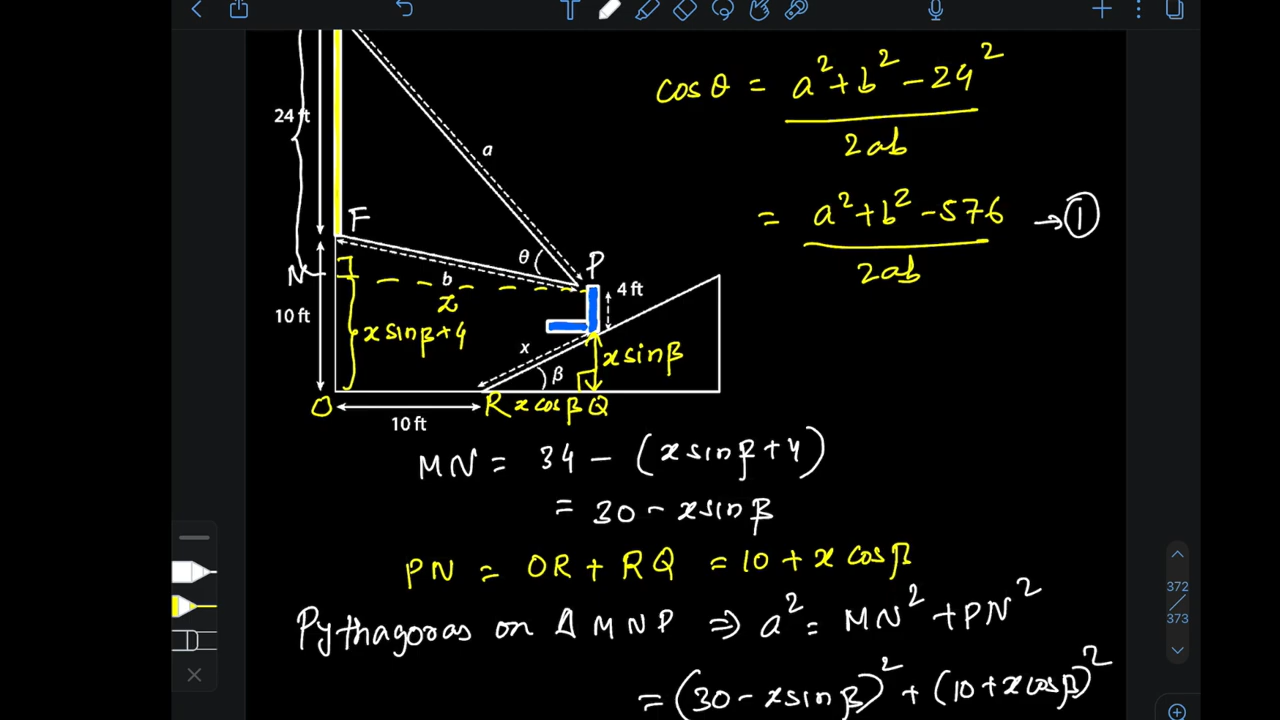 cosθ = a² + b² - 24² / 2ab
= a² + b² - 576 / 2ab → ①
24 ft
a
F
θ
P
N
b
z
4 ft
10 ft
x sinβ + 4
x
x sinβ
β
O
R x cosβ Q
10 ft
MN = 34 - (x sinβ + 4)
= 30 - x sinβ
PN = OR + RQ = 10 + x cosβ
Pythagoras on Δ MNP ⇒ a² = MN² + PN²
= (30 - x sinβ)² + (10 + x cosβ)²
372
373